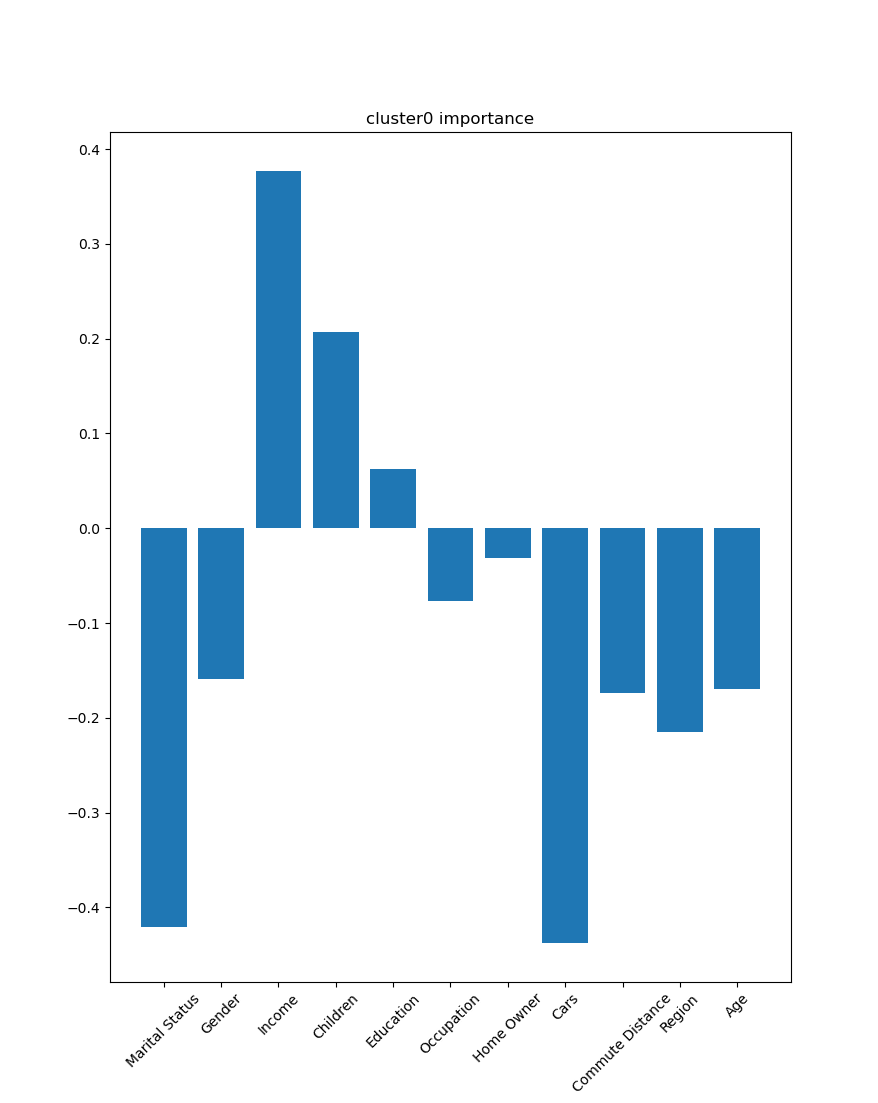 cluster0 importance
0.4
0.3
0.2
0.1
0.0
−0.1
−0.2
−0.3
−0.4
Marital Status
Gender
Income
Children
Education
Occupation
Home Owner
Cars
Commute Distance
Region
Age